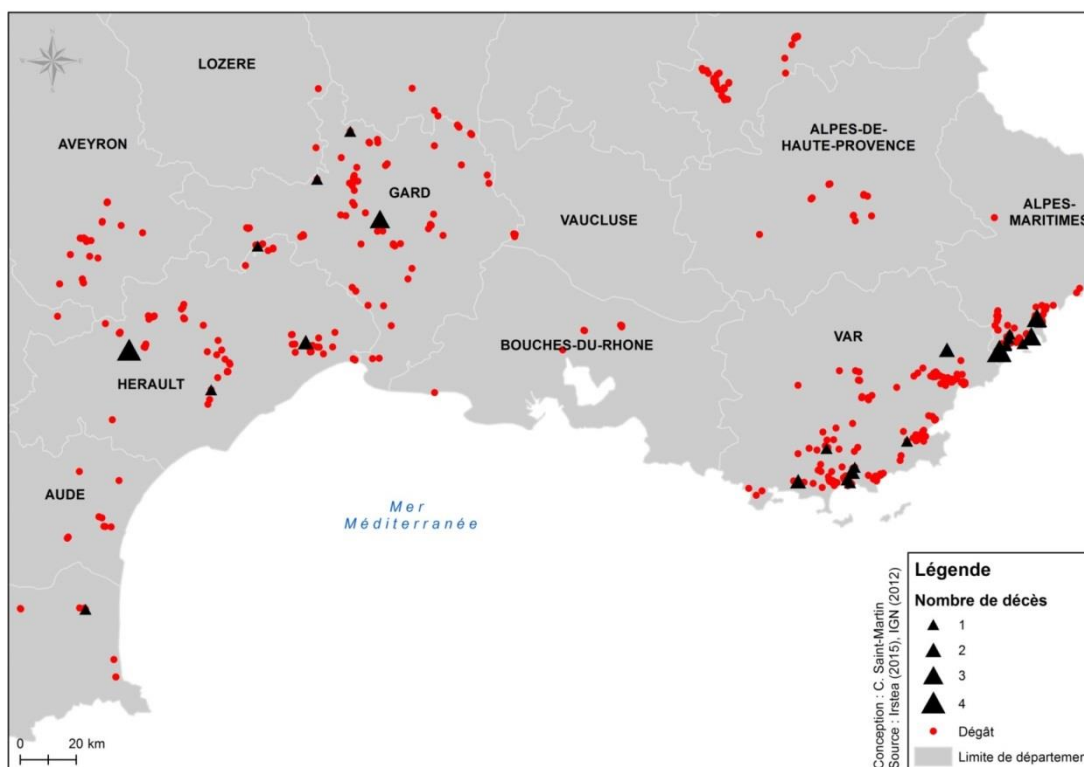 LOZERE
AVEYRON
ALPES-DE-
HAUTE-PROVENCE
GARD
VAUCLUSE
ALPES-
MARITIMES
VAR
BOUCHES-DU-RHONE
HERAULT
AUDE
Mer
Méditerranée
0 20 km
Conception : C. Saint-Martin
Source : Irstea (2015), IGN (2012)
Légende
Nombre de décès
1
2
3
4
Dégât
Limite de département